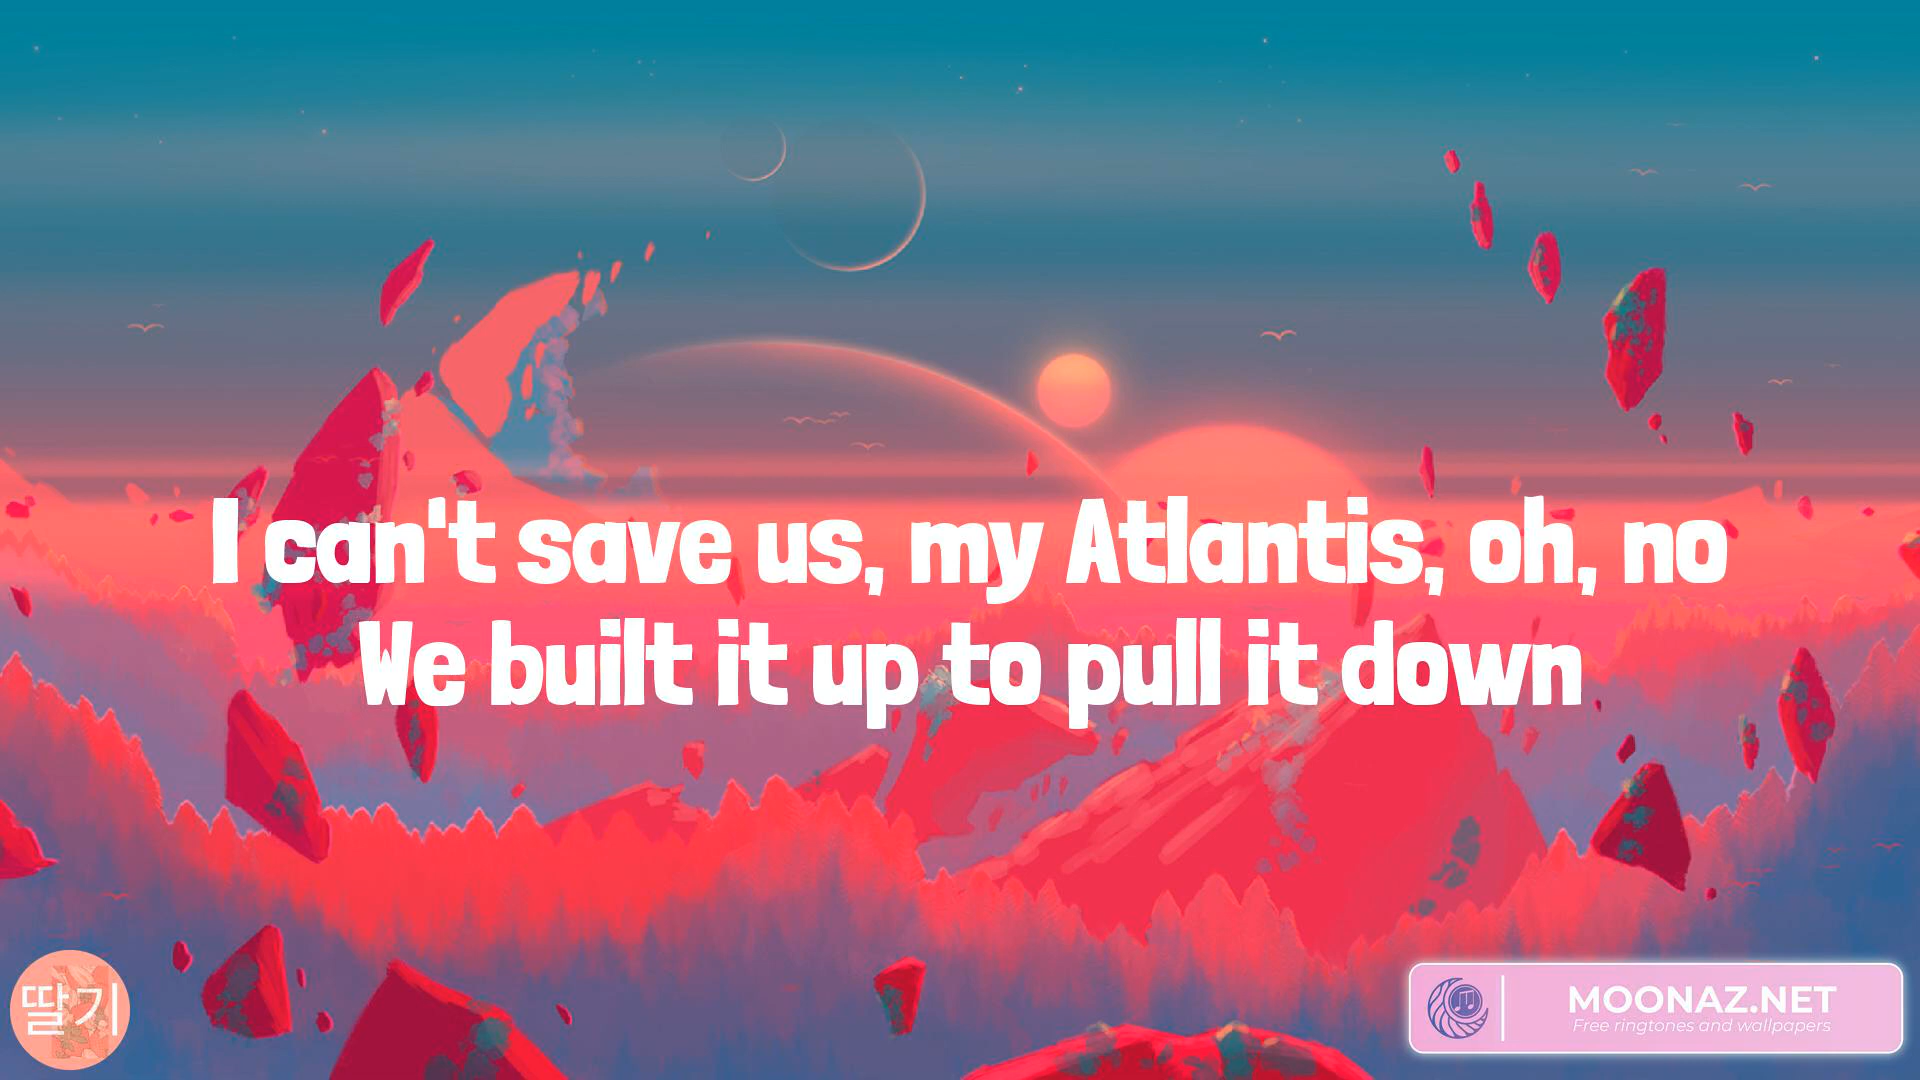 I can't save us, my Atlantis, oh, no
We built it up to pull it down
딸기
MOONAZ.NET
Free ringtones and wallpapers